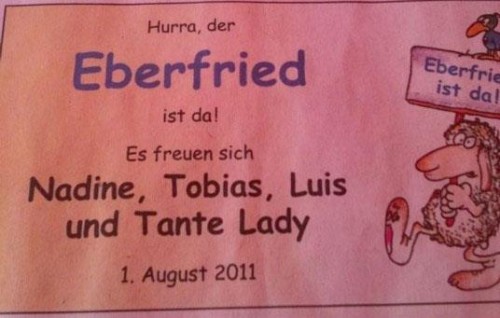 Hurra, der
Eberfried
ist da!
Es freuen sich
Nadine, Tobias, Luis
und Tante Lady
1. August 2011
Eberfrie
ist da!